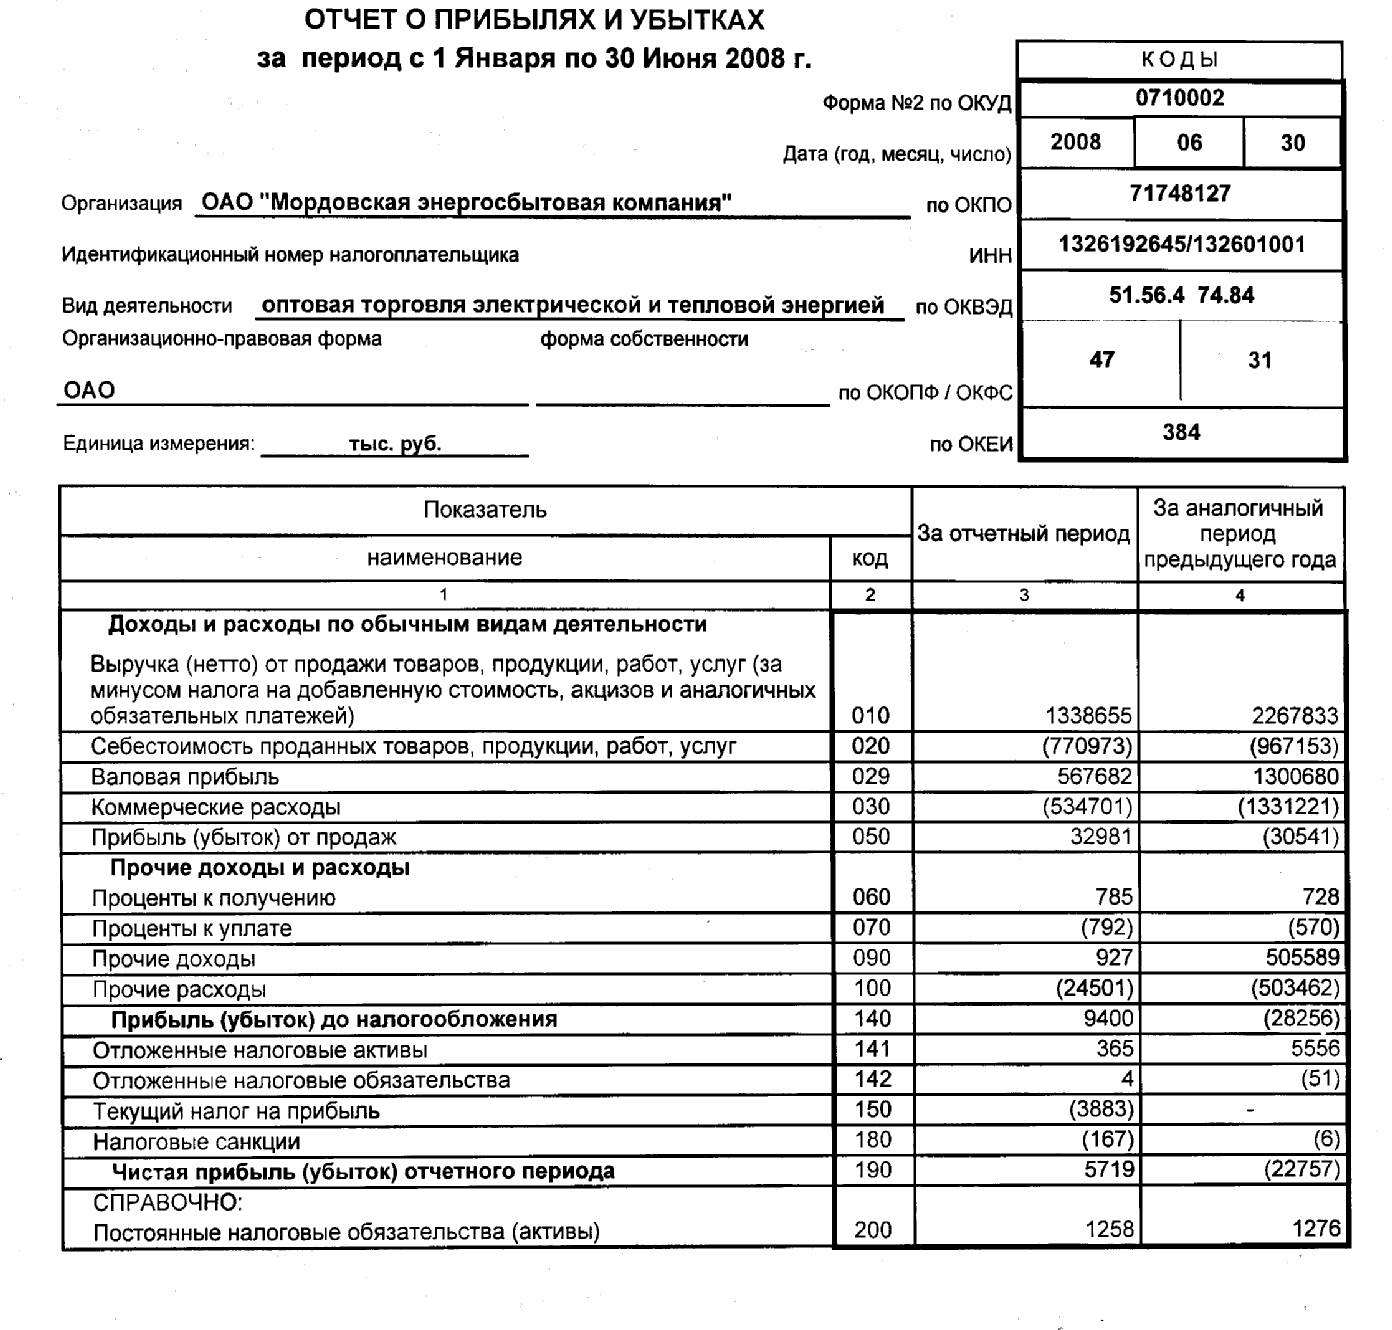 ОТЧЕТ О ПРИБЫЛЯХ И УБЫТКАХ
за период с 1 Января по 30 Июня 2008 г.
КОДЫ
Форма №2 по ОКУД 0710002
Дата (год, месяц, число) 2008 06 30
Организация ОАО "Мордовская энергосбытовая компания" по ОКПО 71748127
Идентификационный номер налогоплательщика ИНН 1326192645/132601001
Вид деятельности оптовая торговля электрической и тепловой энергией по ОКВЭД 51.56.4 74.84
Организационно-правовая форма форма собственности
47 31
ОАО по ОКОПФ / ОКФС
Единица измерения: тыс. руб. по ОКЕИ 384
Показатель За отчетный период За аналогичный период предыдущего года
наименование код
1 2 3 4
Доходы и расходы по обычным видам деятельности
Выручка (нетто) от продажи товаров, продукции, работ, услуг (за
минусом налога на добавленную стоимость, акцизов и аналогичных
обязательных платежей) 010 1338655 2267833
Себестоимость проданных товаров, продукции, работ, услуг 020 (770973) (967153)
Валовая прибыль 029 567682 1300680
Коммерческие расходы 030 (534701) (1331221)
Прибыль (убыток) от продаж 050 32981 (30541)
Прочие доходы и расходы
Проценты к получению 060 785 728
Проценты к уплате 070 (792) (570)
Прочие доходы 090 927 505589
Прочие расходы 100 (24501) (503462)
Прибыль (убыток) до налогообложения 140 9400 (28256)
Отложенные налоговые активы 141 365 5556
Отложенные налоговые обязательства 142 4 (51)
Текущий налог на прибыль 150 (3883) -
Налоговые санкции 180 (167) (6)
Чистая прибыль (убыток) отчетного периода 190 5719 (22757)
СПРАВОЧНО:
Постоянные налоговые обязательства (активы) 200 1258 1276